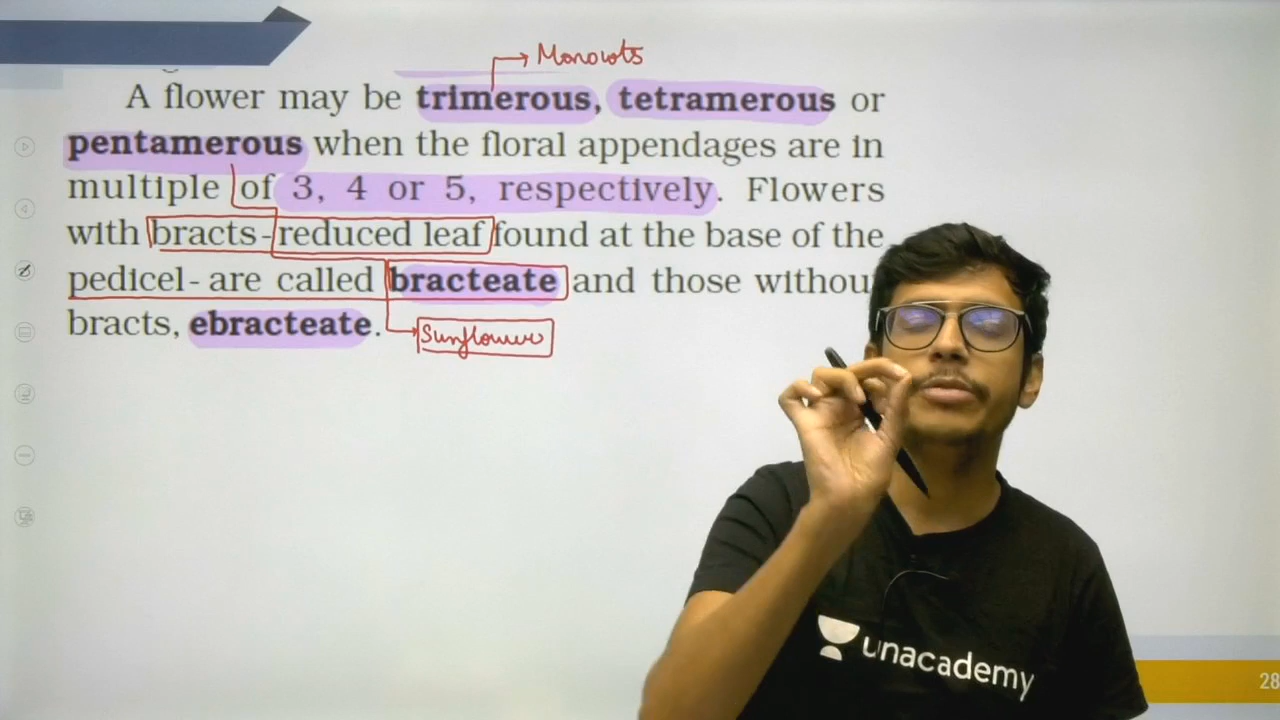 Monocots
A flower may be trimerous, tetramerous or
pentamerous when the floral appendages are in
multiple of 3, 4 or 5, respectively. Flowers
with bracts-reduced leaf found at the base of the
pedicel- are called bracteate and those withou
bracts, ebracteate.
Sunflower
unacademy
28